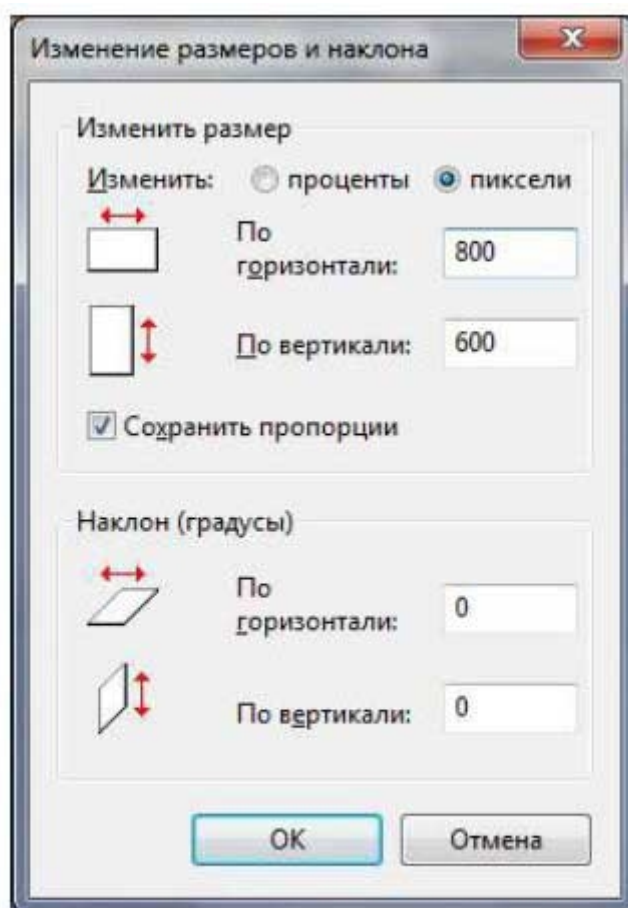 Изменение размеров и наклона
Изменить размер
Изменить: проценты пиксели
По
горизонтали: 800
По вертикали: 600
Сохранить пропорции
Наклон (градусы)
По
горизонтали: 0
По вертикали: 0
OK Отмена